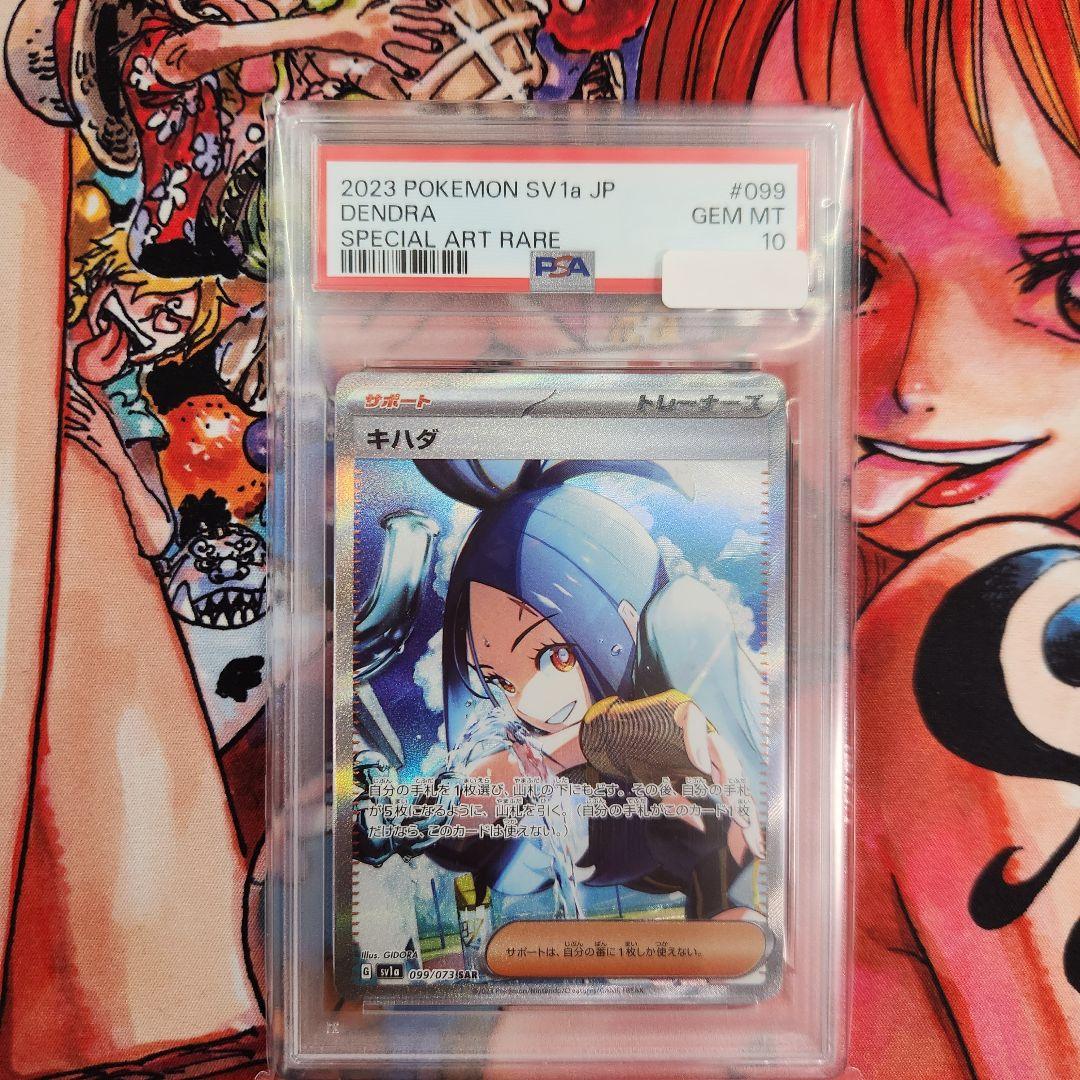 2023 POKEMON SV1a JP #099
DENDRA GEM MT
SPECIAL ART RARE 10
PSA
サポート トレーナーズ
キハダ
自分の手札を1枚選び、山札の下にもどす。その後、自分の手札
が5枚になるように、山札を引く。（自分の手札がこのカード1枚
だけなら、このカードは使えない。）
サポートは、自分の番に1枚しか使えない。
Illus. GIDORA
G sv1a 099/073 SAR
©2023 Pokémon/Nintendo/Creatures/GAME FREAK